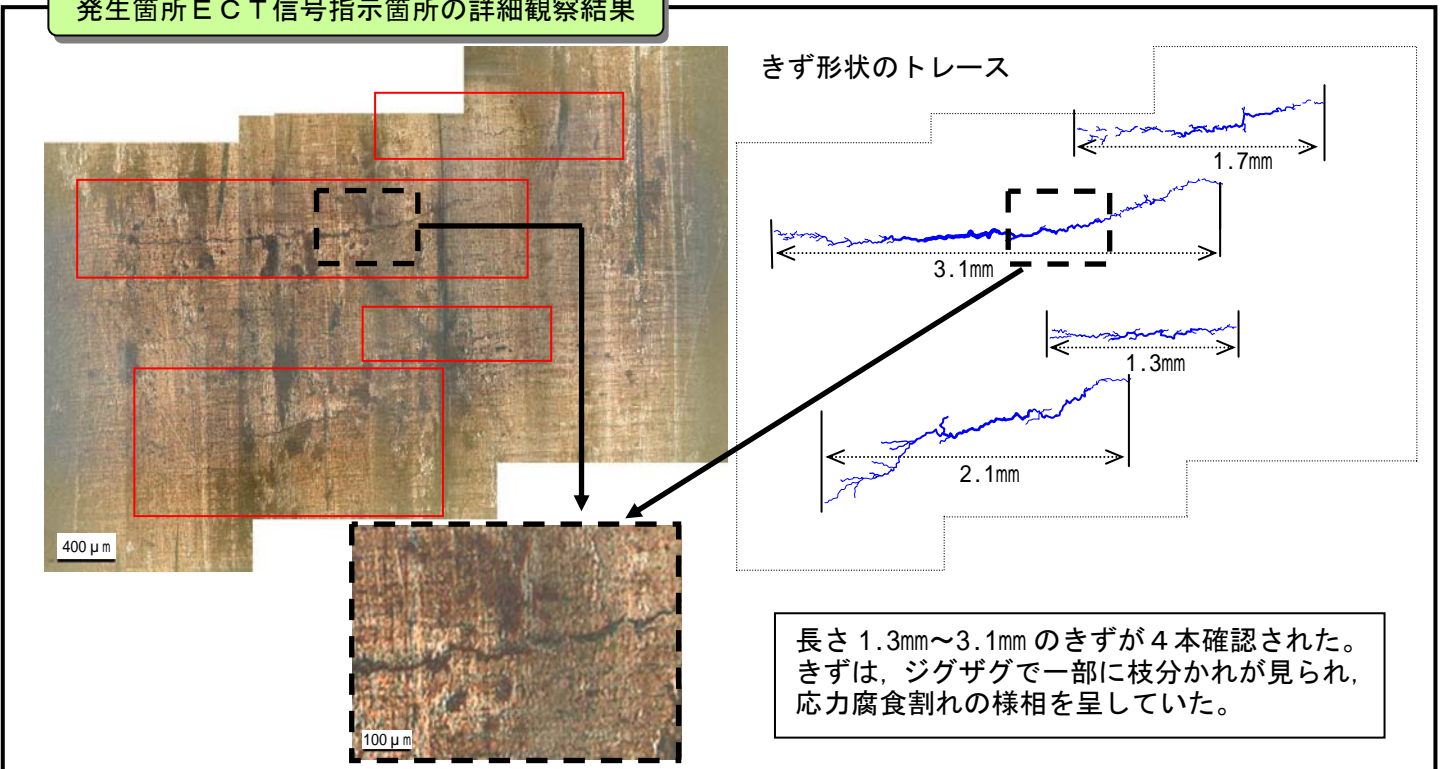 発生箇所ＥＣＴ信号指示箇所の詳細観察結果
きず形状のトレース
1.7mm
3.1mm
1.3mm
2.1mm
400μm
100μm
長さ 1.3mm～3.1mm のきずが４本確認された。
きずは，ジグザグで一部に枝分かれが見られ，
応力腐食割れの様相を呈していた。